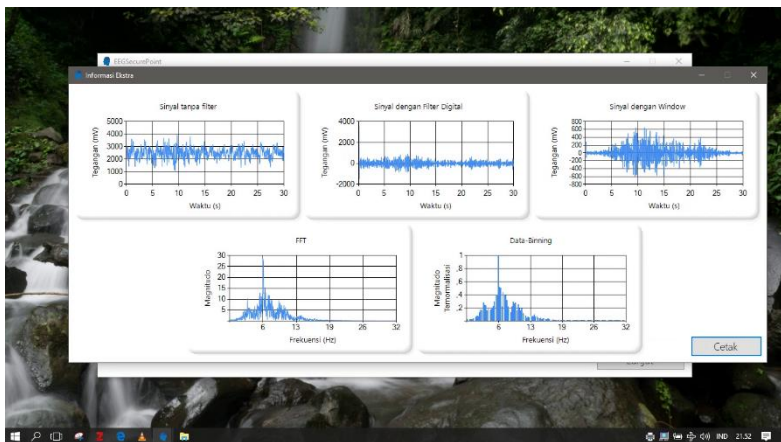 EEGSecurePoint
Informasi Ekstra
Sinyal tanpa filter
Tegangan (mV)
5000
4000
3000
2000
1000
0
0 5 10 15 20 25 30
Waktu (s)
Sinyal dengan Filter Digital
Tegangan (mV)
4000
2000
0
-2000
0 5 10 15 20 25 30
Waktu (s)
Sinyal dengan Window
Tegangan (mV)
800
600
400
200
0
-200
-400
-600
-800
0 5 10 15 20 25 30
Waktu (s)
FFT
Magnitudo
30
26
20
15
10
5
6 13 19 26 32
Frekuensi (Hz)
Data-Binning
Magnitudo
Ternormalisasi
1
.8
.6
.4
.2
6 13 19 26 32
Frekuensi (Hz)
Cetak
IND 21.52